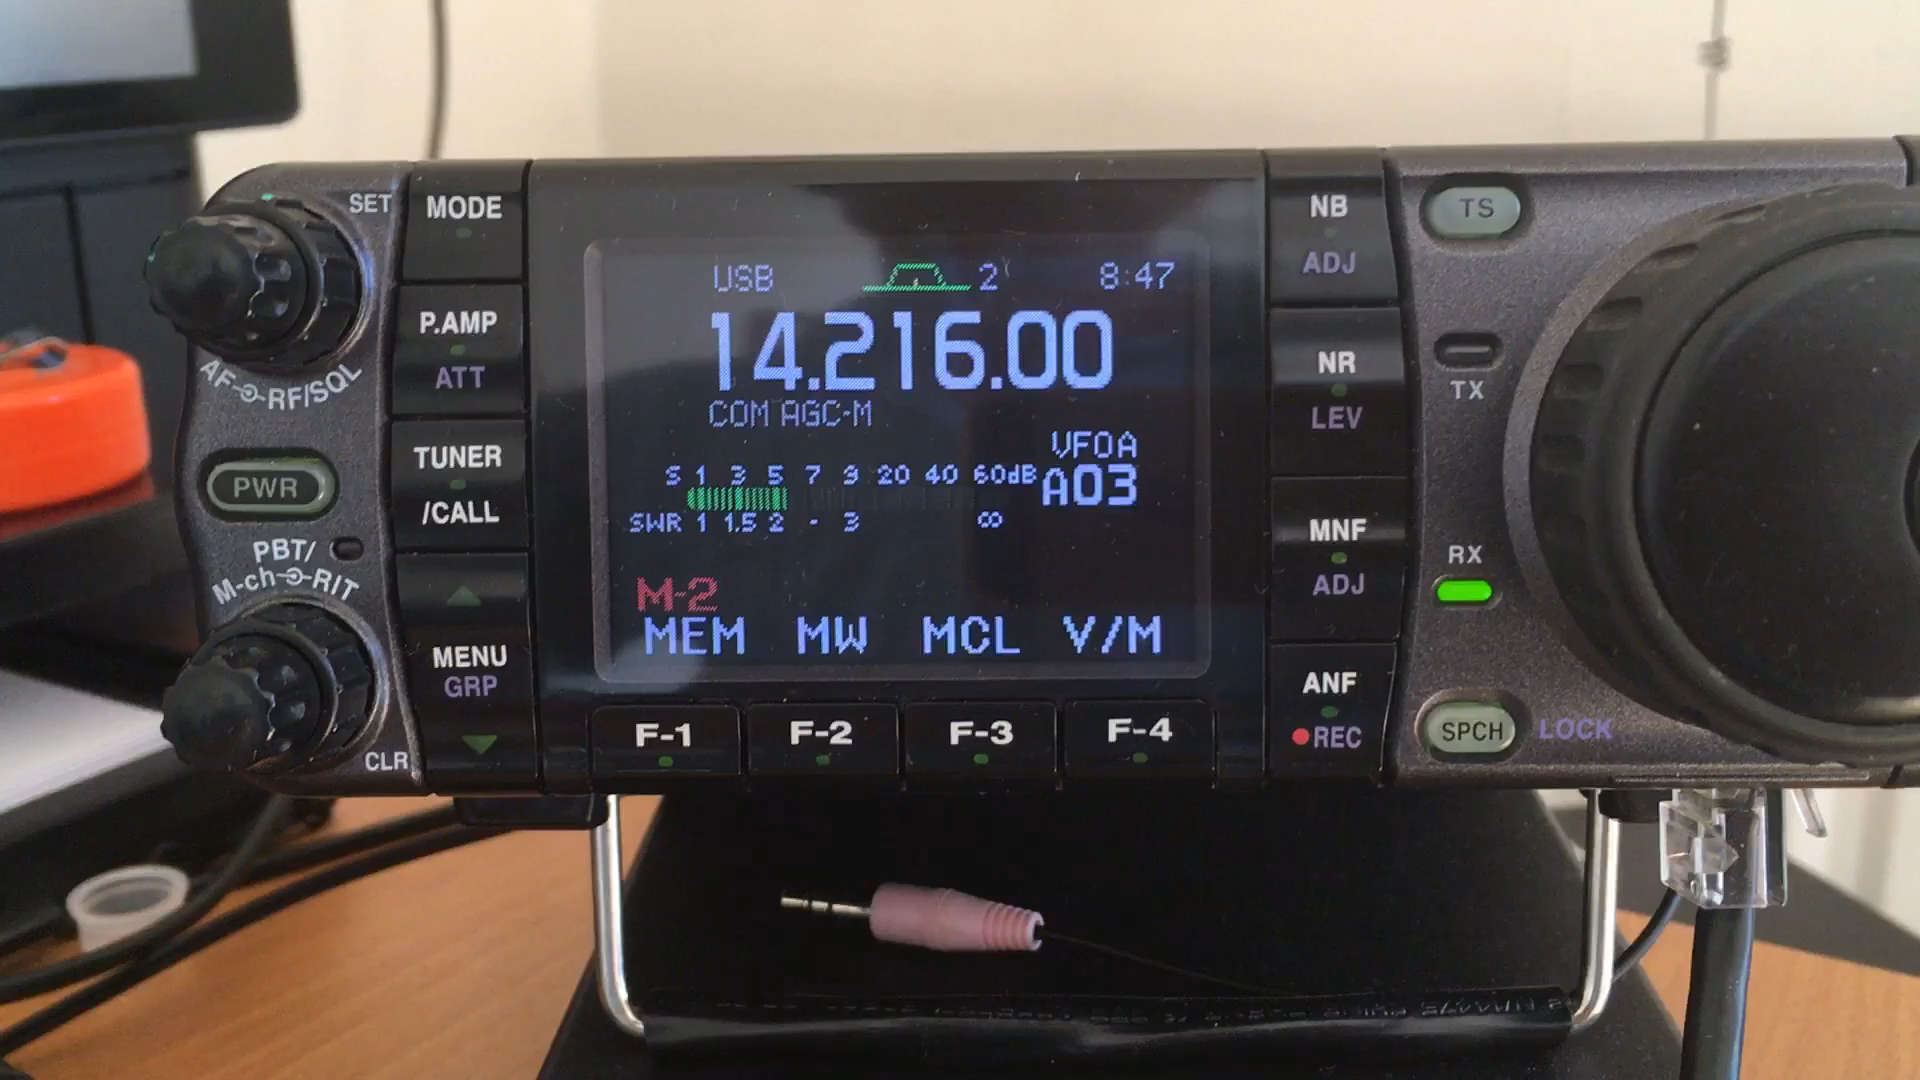 SET
MODE
AF RF/SQL
P.AMP
ATT
PWR
TUNER
/CALL
PBT/
M-ch RIT
MENU
GRP
CLR
USB 2 8:47
14.216.00
COM AGC-M
VFOA
S 1 3 5 7 9 20 40 60dB A03
SWR 1 1.5 2 - 3 ∞
M-2
MEM MW MCL V/M
F-1 F-2 F-3 F-4
NB
ADJ
NR
LEV
MNF
ADJ
ANF
REC
TS
TX
RX
SPCH LOCK